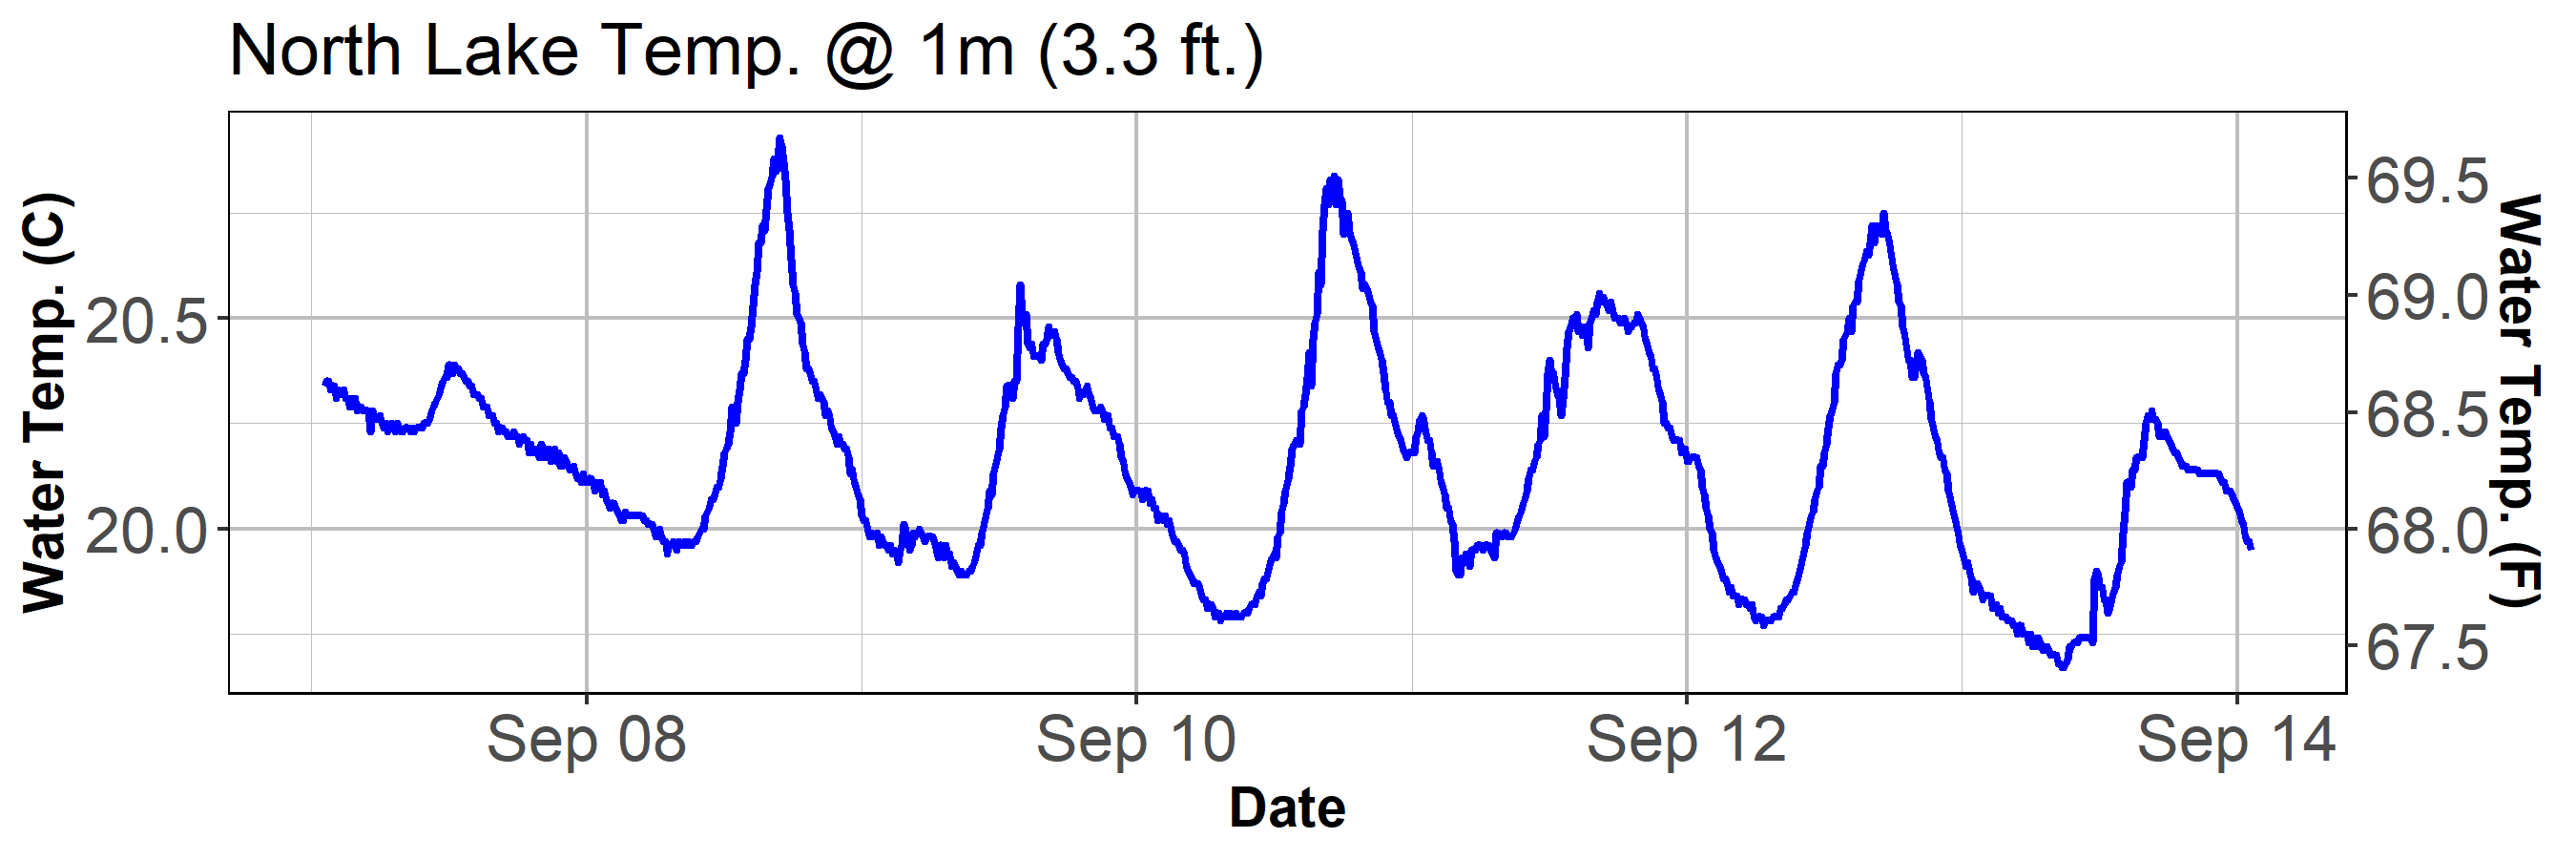 North Lake Temp. @ 1m (3.3 ft.)
Water Temp. (C)
20.5
20.0
69.5
69.0
68.5
68.0
67.5
Water Temp. (F)
Sep 08
Sep 10
Sep 12
Sep 14
Date